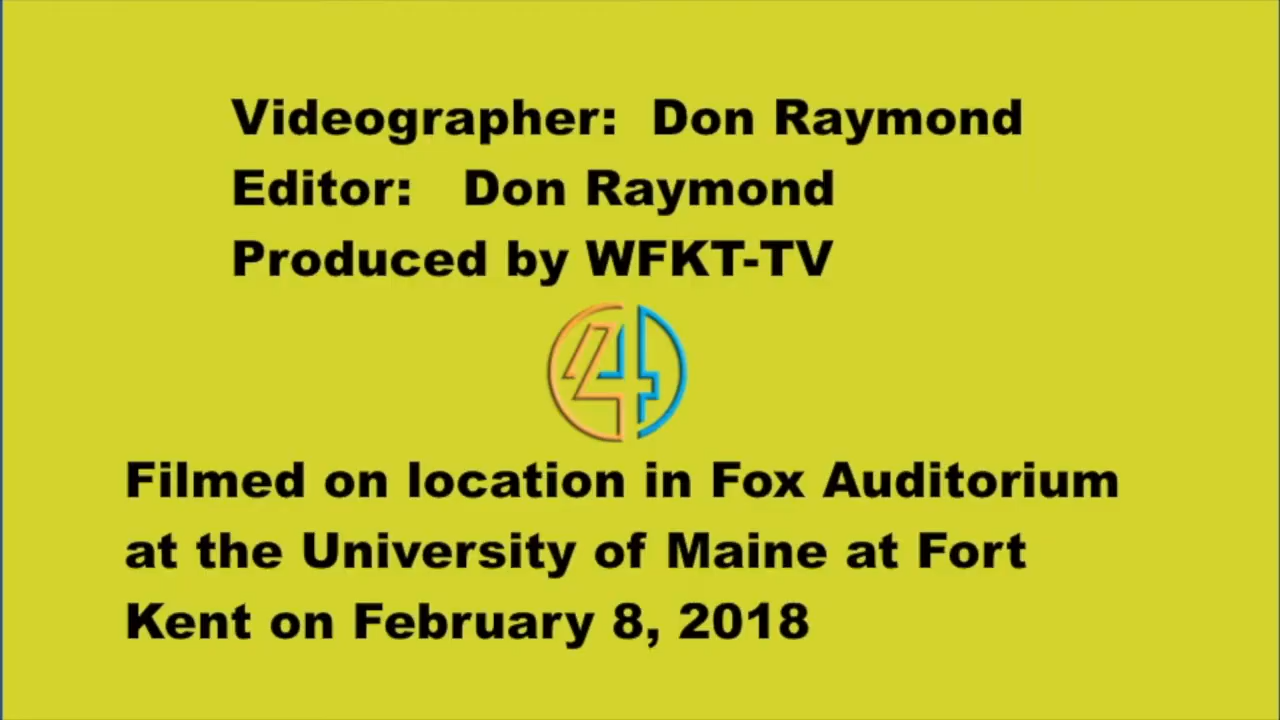 Videographer:  Don Raymond
Editor:   Don Raymond
Produced by WFKT-TV
4
Filmed on location in Fox Auditorium
at the University of Maine at Fort
Kent on February 8, 2018